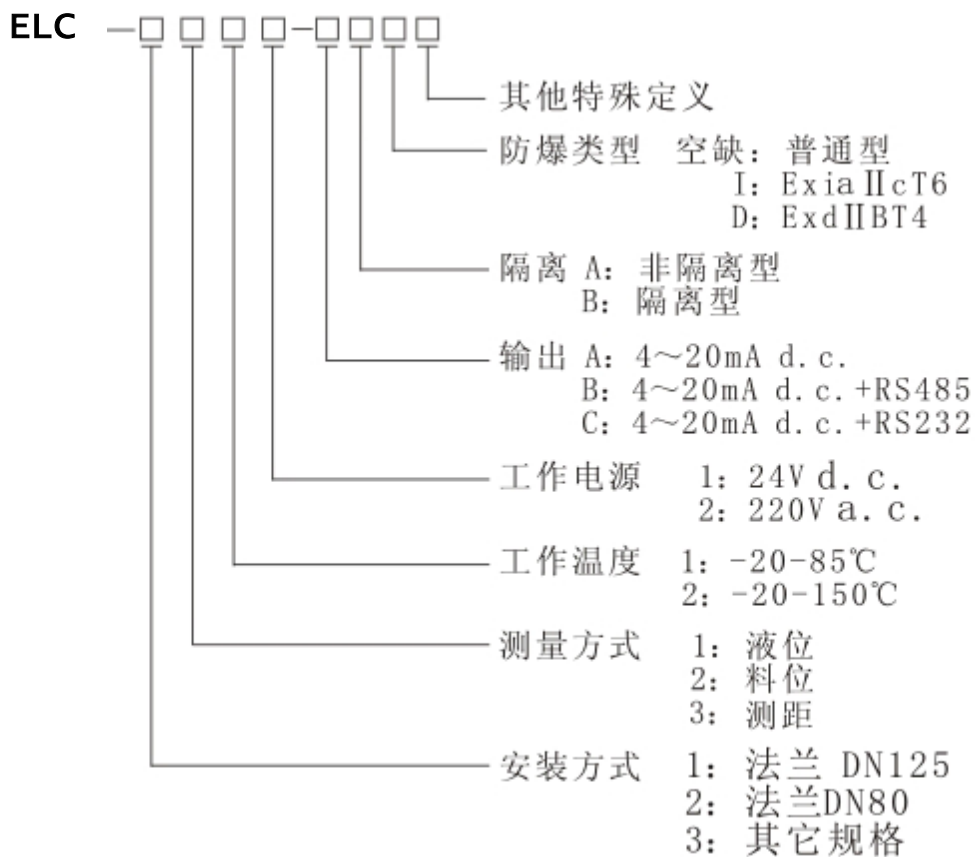 ELC —□□□□—□□□□
其他特殊定义
防爆类型 空缺：普通型
I：ExiaⅡcT6
D：ExdⅡBT4
隔离 A：非隔离型
B：隔离型
输出 A：4～20mA d.c.
B：4～20mA d.c.+RS485
C：4～20mA d.c.+RS232
工作电源 1：24V d.c.
2：220V a.c.
工作温度 1：-20-85℃
2：-20-150℃
测量方式 1：液位
2：料位
3：测距
安装方式 1：法兰 DN125
2：法兰DN80
3：其它规格